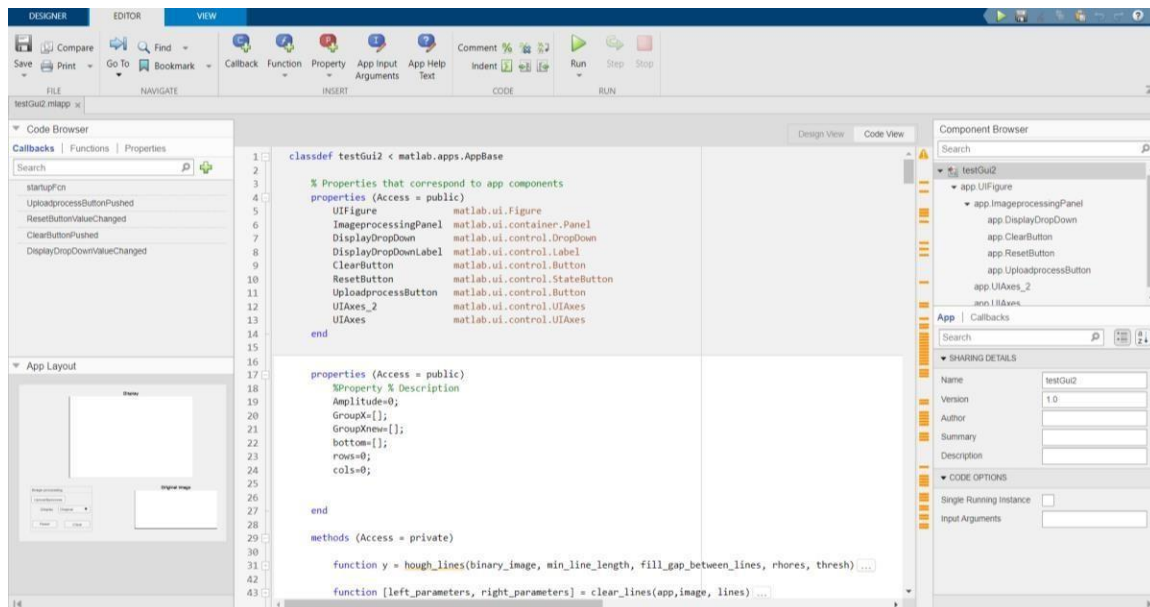 DESIGNER EDITOR VIEW
Save Compare Print
Go To Find Bookmark
Callback Function Property App Input Arguments App Help Text
Comment Indent
Run Step Stop
FILE NAVIGATE INSERT CODE RUN
testGui2.mlapp x
Code Browser
Callbacks | Functions | Properties
Search
startupFcn
UploadprocessButtonPushed
ResetButtonValueChanged
ClearButtonPushed
DisplayDropDownValueChanged
App Layout
Display
Original Image
Design View Code View
1 classdef testGui2 < matlab.apps.AppBase
2
3 % Properties that correspond to app components
4 properties (Access = public)
5 UIFigure matlab.ui.Figure
6 ImageprocessingPanel matlab.ui.container.Panel
7 DisplayDropDown matlab.ui.control.DropDown
8 DisplayDropDownLabel matlab.ui.control.Label
9 ClearButton matlab.ui.control.Button
10 ResetButton matlab.ui.control.StateButton
11 UploadprocessButton matlab.ui.control.Button
12 UIAxes_2 matlab.ui.control.UIAxes
13 UIAxes matlab.ui.control.UIAxes
14 end
15
16
17 properties (Access = public)
18 %Property % Description
19 Amplitude=0;
20 GroupX=[];
21 GroupXnew=[];
22 bottom=[];
23 rows=0;
24 cols=0;
25
26
27 end
28
29 methods (Access = private)
30
31 function y = hough_lines(binary_image, min_line_length, fill_gap_between_lines, rhores, thresh) ...
42
43 function [left_parameters, right_parameters] = clear_lines(app,image, lines) ...
Component Browser
Search
testGui2
app.UIFigure
app.ImageprocessingPanel
app.DisplayDropDown
app.ClearButton
app.ResetButton
app.UploadprocessButton
app.UIAxes_2
app.UIAxes
App | Callbacks
Search
SHARING DETAILS
Name testGui2
Version 1.0
Author
Summary
Description
CODE OPTIONS
Single Running Instance
Input Arguments